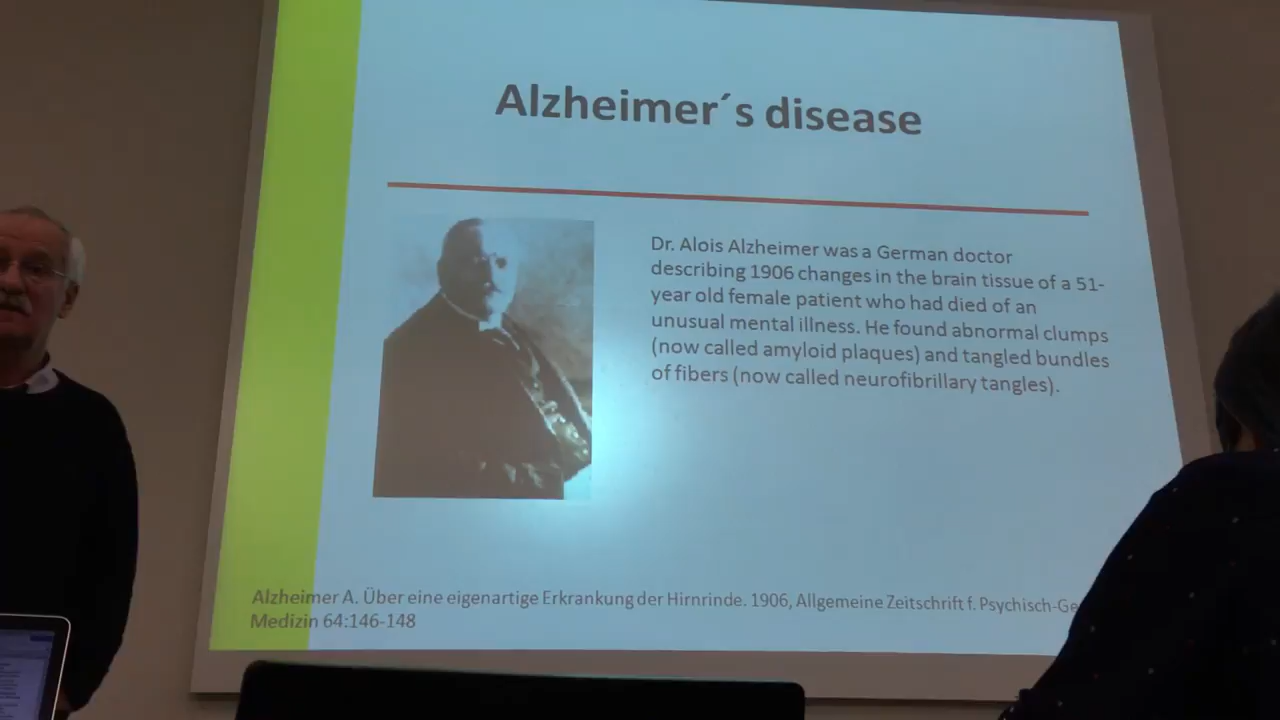 Alzheimer´s disease
Dr. Alois Alzheimer was a German doctor
describing 1906 changes in the brain tissue of a 51-
year old female patient who had died of an
unusual mental illness. He found abnormal clumps
(now called amyloid plaques) and tangled bundles
of fibers (now called neurofibrillary tangles).
Alzheimer A. Über eine eigenartige Erkrankung der Hirnrinde. 1906, Allgemeine Zeitschrift f. Psychisch-Ge
Medizin 64:146-148